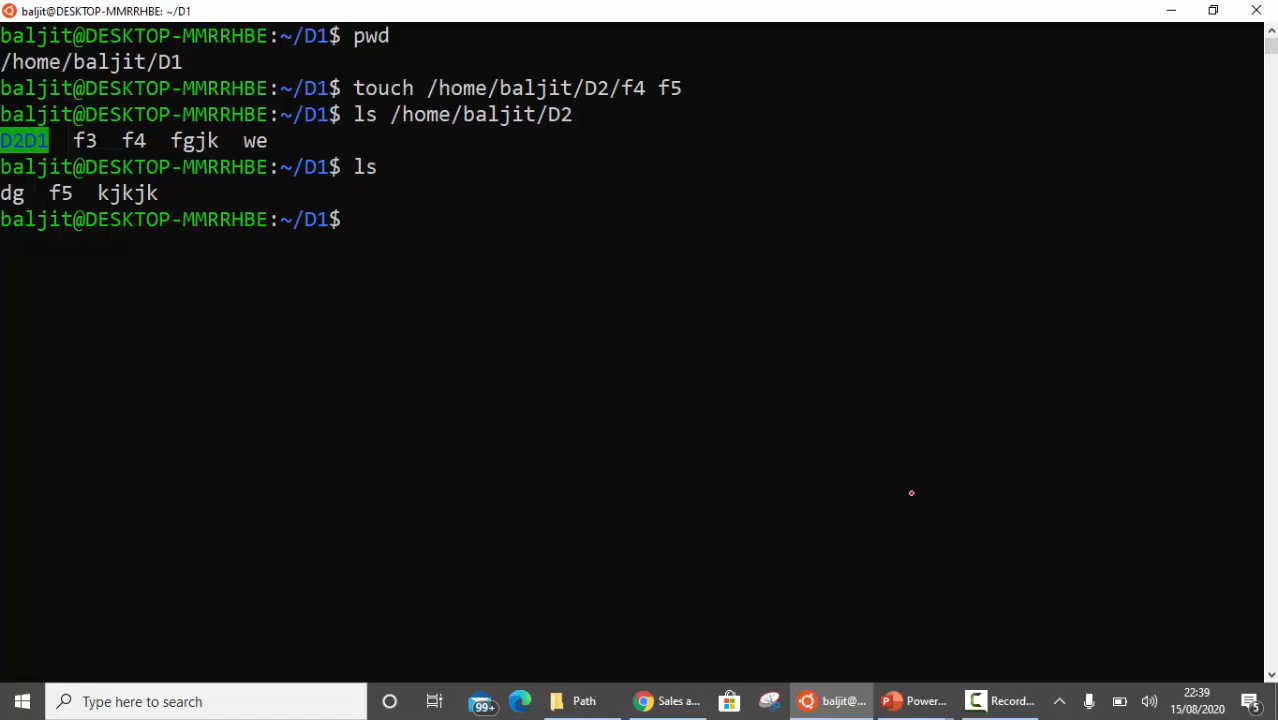 baljit@DESKTOP-MMRRHBE: ~/D1
baljit@DESKTOP-MMRRHBE:~/D1$ pwd
/home/baljit/D1
baljit@DESKTOP-MMRRHBE:~/D1$ touch /home/baljit/D2/f4 f5
baljit@DESKTOP-MMRRHBE:~/D1$ ls /home/baljit/D2
D2D1  f3  f4  fgjk  we
baljit@DESKTOP-MMRRHBE:~/D1$ ls
dg  f5  kjkjk
baljit@DESKTOP-MMRRHBE:~/D1$
Type here to search
99+
Path
Sales a...
baljit@...
Power...
Record...
22:39
15/08/2020
5